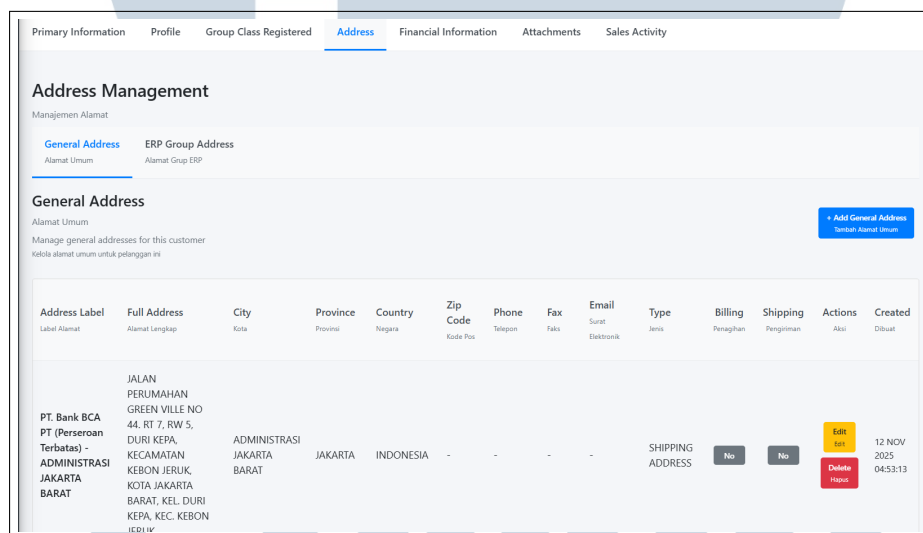 Primary Information Profile Group Class Registered Address Financial Information Attachments Sales Activity
Address Management
Manajemen Alamat
General Address ERP Group Address
Alamat Umum Alamat Grup ERP
General Address
Alamat Umum
+ Add General Address
Tambah Alamat Umum
Manage general addresses for this customer
Kelola alamat umum untuk pelanggan ini
Address Label Full Address City Province Country Zip Code Phone Fax Email Type Billing Shipping Actions Created
Label Alamat Alamat Lengkap Kota Provinsi Negara Kode Pos Telepon Faks Surat Elektronik Jenis Penagihan Pengiriman Aksi Dibuat
PT. Bank BCA
PT (Perseroan
Terbatas) -
ADMINISTRASI
JAKARTA
BARAT
JALAN
PERUMAHAN
GREEN VILLE NO
44. RT 7, RW 5,
DURI KEPA,
KECAMATAN
KEBON JERUK,
KOTA JAKARTA
BARAT, KEL. DURI
KEPA, KEC. KEBON
JERUK
ADMINISTRASI
JAKARTA
BARAT
JAKARTA
INDONESIA
-
-
-
-
SHIPPING
ADDRESS
No
No
Edit
Edit
Delete
Hapus
12 NOV
2025
04:53:13